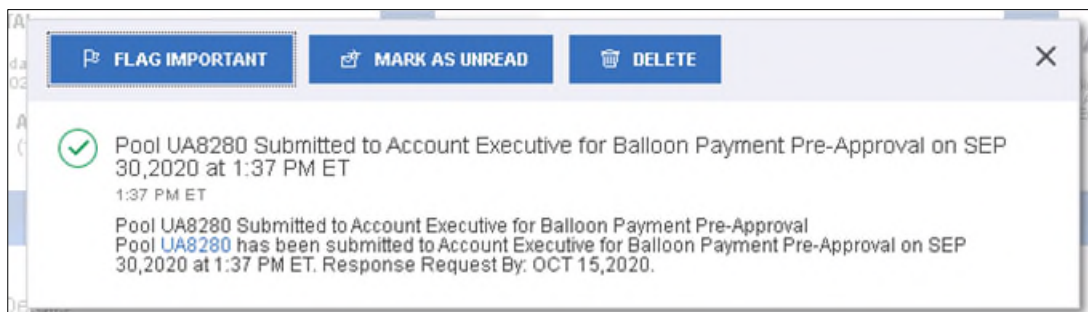 FLAG IMPORTANT
MARK AS UNREAD
DELETE
Pool UA8280 Submitted to Account Executive for Balloon Payment Pre-Approval on SEP
30,2020 at 1:37 PM ET
1:37 PM ET
Pool UA8280 Submitted to Account Executive for Balloon Payment Pre-Approval
Pool UA8280 has been submitted to Account Executive for Balloon Payment Pre-Approval on SEP
30,2020 at 1:37 PM ET. Response Request By: OCT 15,2020.